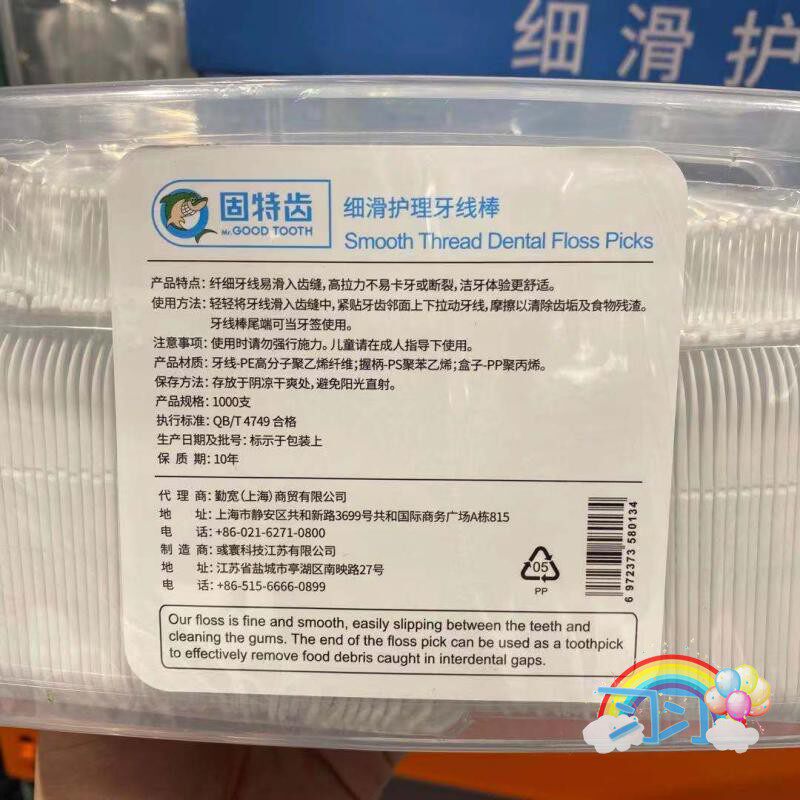 细滑护
固特齿
Mr.GOOD TOOTH
细滑护理牙线棒
Smooth Thread Dental Floss Picks
产品特点：纤细牙线易滑入齿缝，高拉力不易卡牙或断裂，洁牙体验更舒适。
使用方法：轻轻将牙线滑入齿缝中，紧贴牙齿邻面上下拉动牙线，摩擦以清除齿垢及食物残渣。
牙线棒尾端可当牙签使用。
注意事项：使用时请勿强行施力。儿童请在成人指导下使用。
产品材质：牙线-PE高分子聚乙烯纤维；握柄-PS聚苯乙烯；盒子-PP聚丙烯。
保存方法：存放于阴凉干爽处，避免阳光直射。
产品规格：1000支
执行标准：QB/T 4749 合格
生产日期及批号：标示于包装上
保质期：10年
代理商：勤宽（上海）商贸有限公司
地址：上海市静安区共和新路3699号共和国际商务广场A栋815
电话：+86-021-6271-0800
制造商：彧寰科技江苏有限公司
地址：江苏省盐城市亭湖区南映路27号
电话：+86-515-6666-0899
05
PP
6 972373 580134
Our floss is fine and smooth, easily slipping between the teeth and
cleaning the gums. The end of the floss pick can be used as a toothpick
to effectively remove food debris caught in interdental gaps.